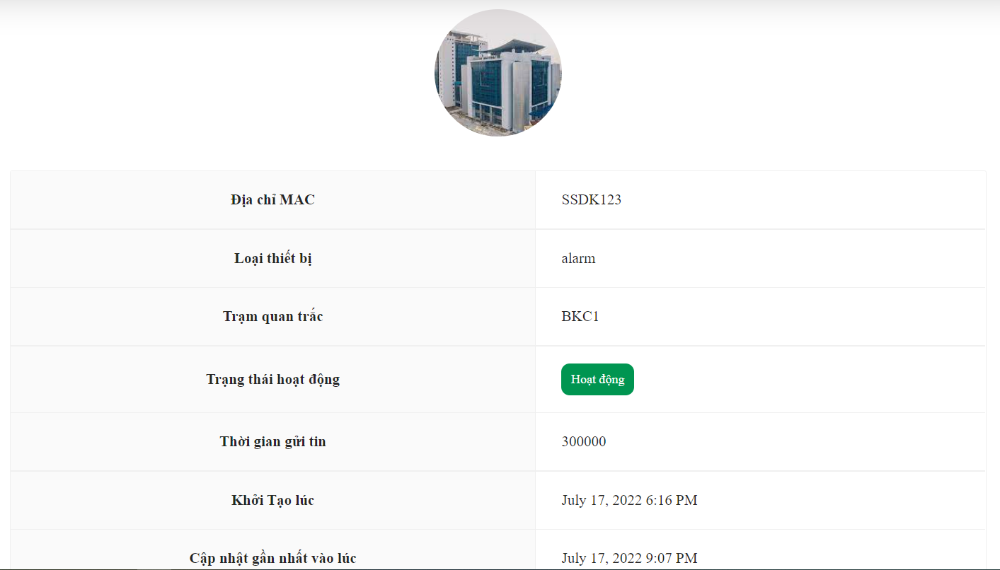 Địa chỉ MAC SSDK123
Loại thiết bị alarm
Trạm quan trắc BKC1
Trạng thái hoạt động Hoạt động
Thời gian gửi tin 300000
Khởi Tạo lúc July 17, 2022 6:16 PM
Cập nhật gần nhất vào lúc July 17, 2022 9:07 PM